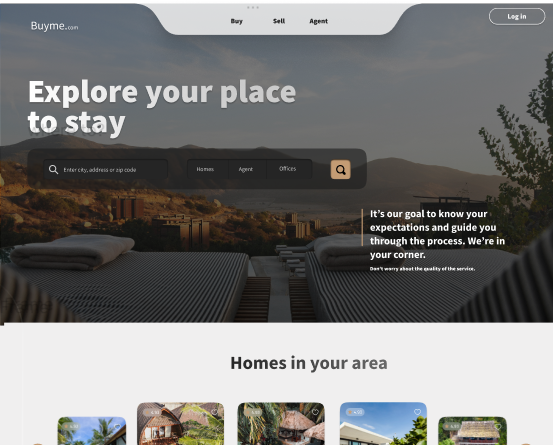 Buyme.com
Buy Sell Agent
Log in
Explore your place
to stay
Enter city, address or zip code
Homes Agent Offices
It’s our goal to know your
expectations and guide you
through the process. We’re in
your corner.
Don't worry about the quality of the service.
Homes in your area